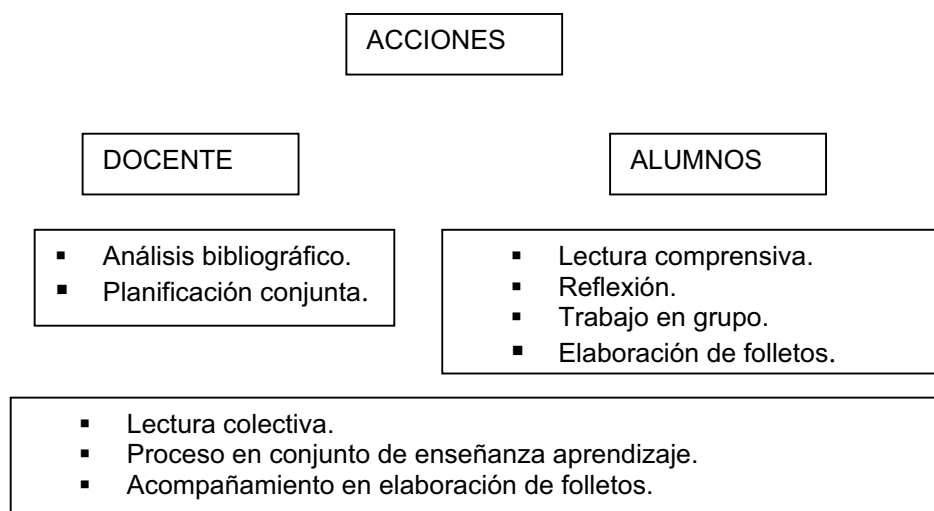 ACCIONES
DOCENTE
ALUMNOS
▪ Análisis bibliográfico.
▪ Planificación conjunta.
▪ Lectura comprensiva.
▪ Reflexión.
▪ Trabajo en grupo.
▪ Elaboración de folletos.
▪ Lectura colectiva.
▪ Proceso en conjunto de enseñanza aprendizaje.
▪ Acompañamiento en elaboración de folletos.